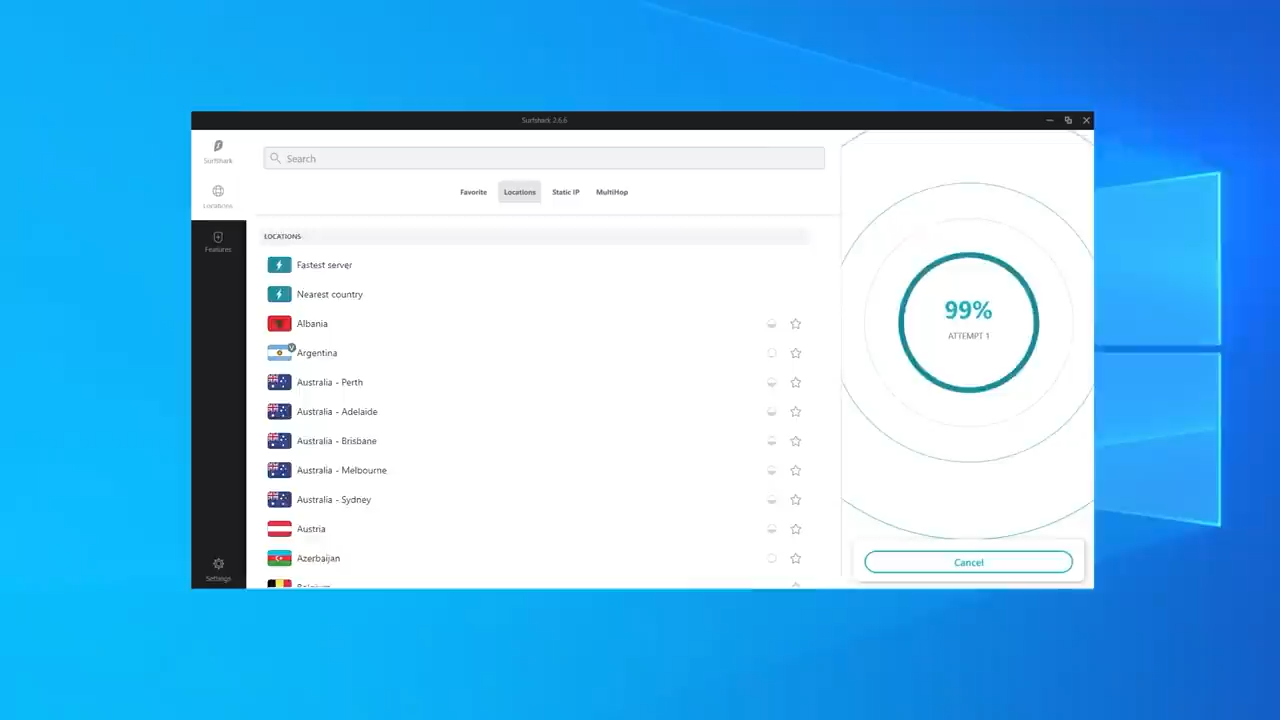 Surfshark 2.6.6
Surfshark
Locations
Features
Settings
Search
Favorite Locations Static IP MultiHop
LOCATIONS
Fastest server
Nearest country
Albania
Argentina
Australia - Perth
Australia - Adelaide
Australia - Brisbane
Australia - Melbourne
Australia - Sydney
Austria
Azerbaijan
Belgium
99%
ATTEMPT 1
Cancel